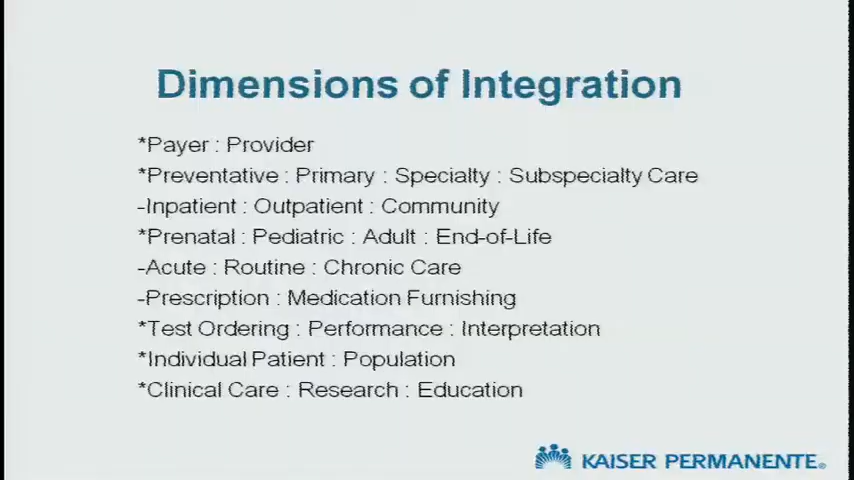 Dimensions of Integration
*Payer : Provider
*Preventative : Primary : Specialty : Subspecialty Care
-Inpatient : Outpatient : Community
*Prenatal : Pediatric : Adult : End-of-Life
-Acute : Routine : Chronic Care
-Prescription : Medication Furnishing
*Test Ordering : Performance : Interpretation
*Individual Patient : Population
*Clinical Care : Research : Education
KAISER PERMANENTE®